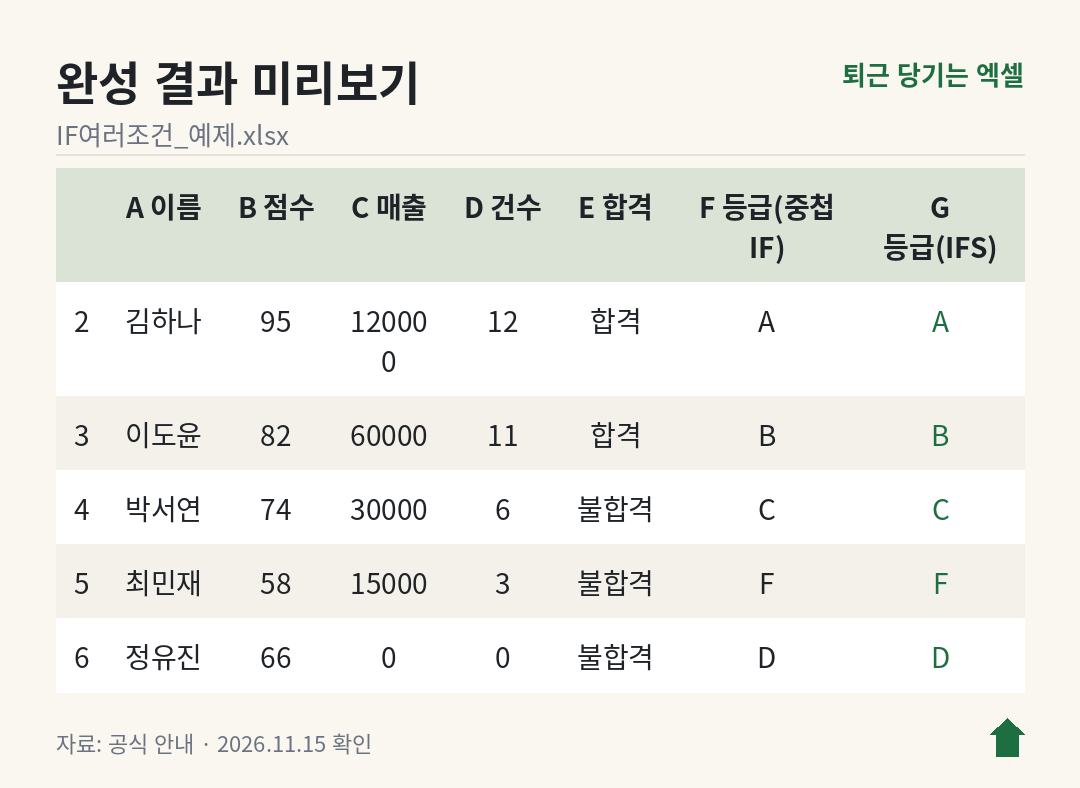 완성 결과 미리보기
퇴근 당기는 엑셀
IF여러조건_예제.xlsx
A 이름 B 점수 C 매출 D 건수 E 합격 F 등급(중첩 IF) G 등급(IFS)
2 김하나 95 120000 12 합격 A A
3 이도윤 82 60000 11 합격 B B
4 박서연 74 30000 6 불합격 C C
5 최민재 58 15000 3 불합격 F F
6 정유진 66 0 0 불합격 D D
자료: 공식 안내 · 2026.11.15 확인